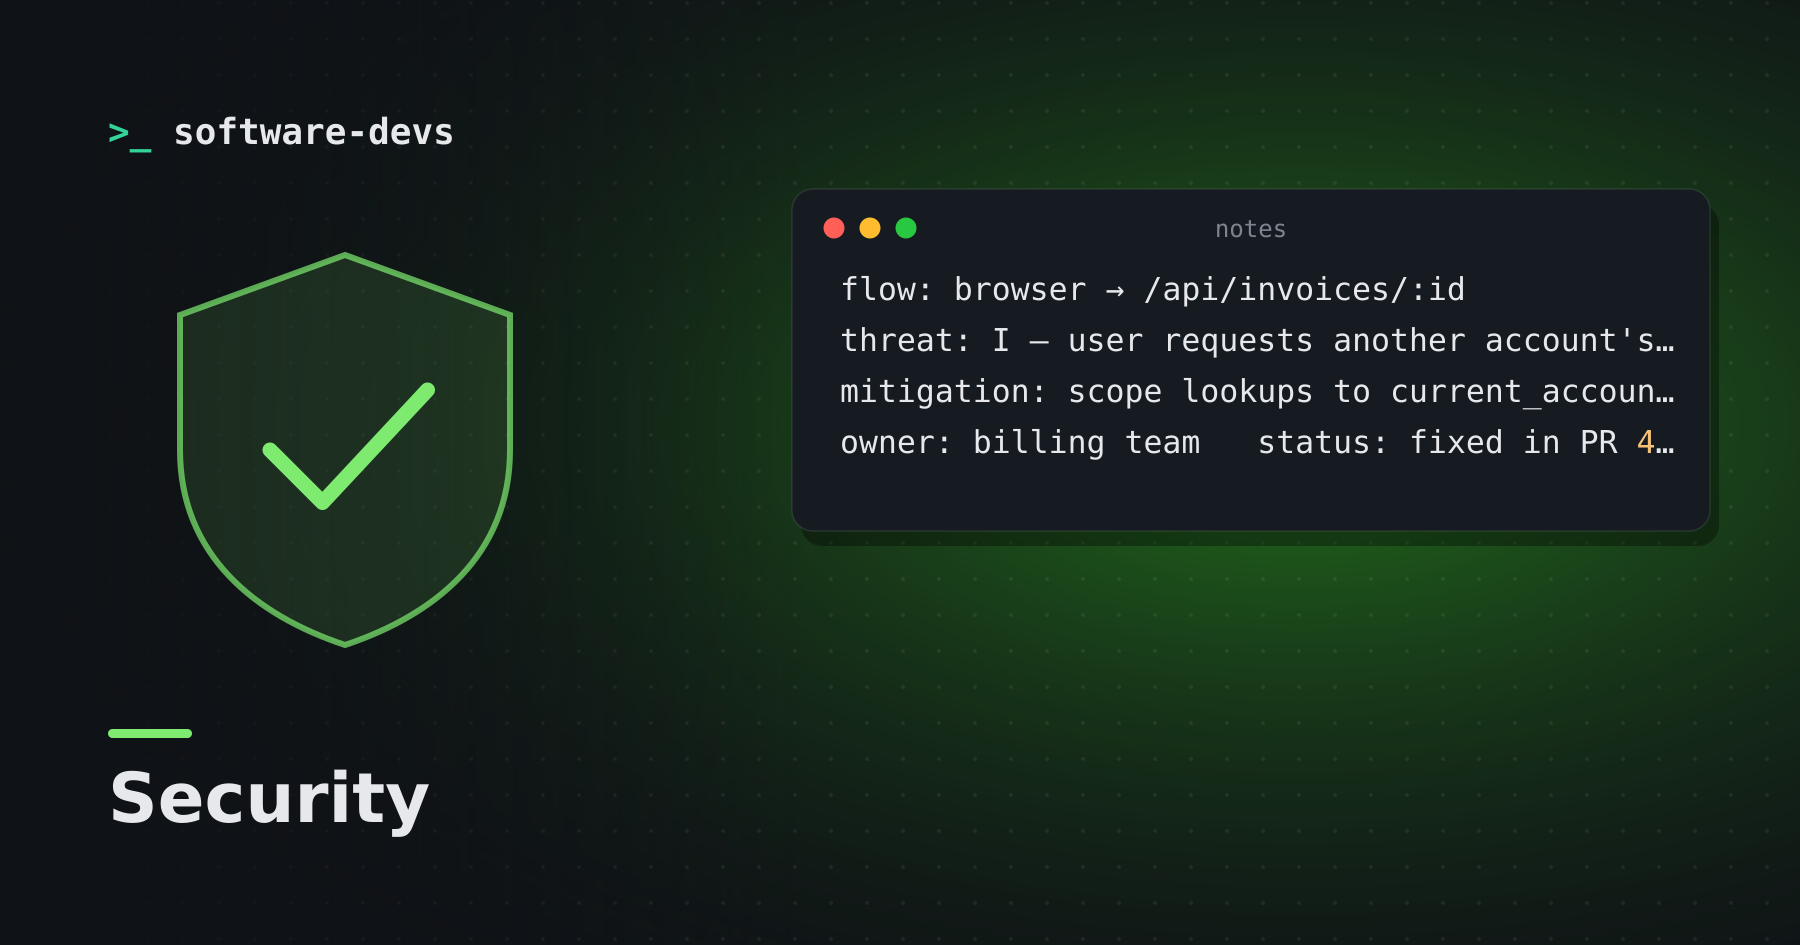 >_ software-devs
notes
flow: browser → /api/invoices/:id
threat: I — user requests another account's…
mitigation: scope lookups to current_accoun…
owner: billing team   status: fixed in PR 4…
Security